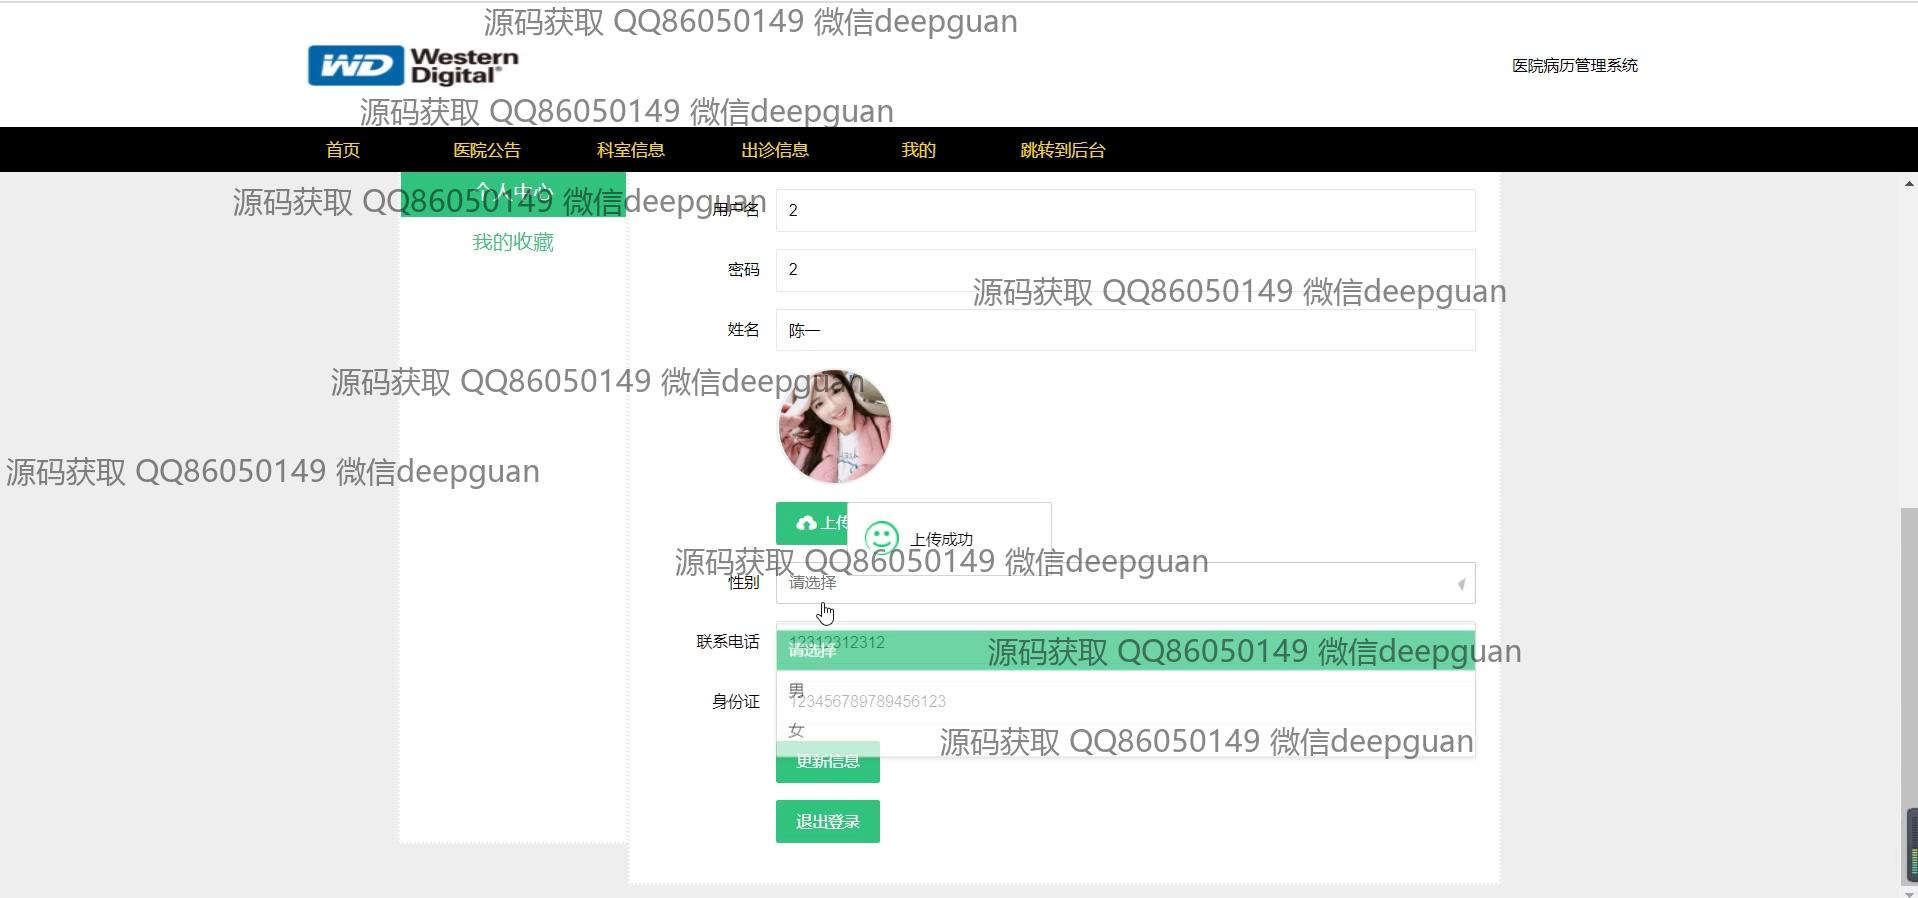 源码获取 QQ86050149 微信deepguan
WD Western Digital®
医院病历管理系统
源码获取 QQ86050149 微信deepguan
首页 医院公告 科室信息 出诊信息 我的 跳转到后台
个人中心
源码获取 QQ86050149 微信deepguan
用户名 2
我的收藏
密码 2
源码获取 QQ86050149 微信deepguan
姓名 陈一
源码获取 QQ86050149 微信deepguan
源码获取 QQ86050149 微信deepguan
上传
上传成功
源码获取 QQ86050149 微信deepguan
性别 请选择
联系电话 12312312312
请选择
源码获取 QQ86050149 微信deepguan
男
身份证 123456789789456123
女
源码获取 QQ86050149 微信deepguan
更新信息
退出登录